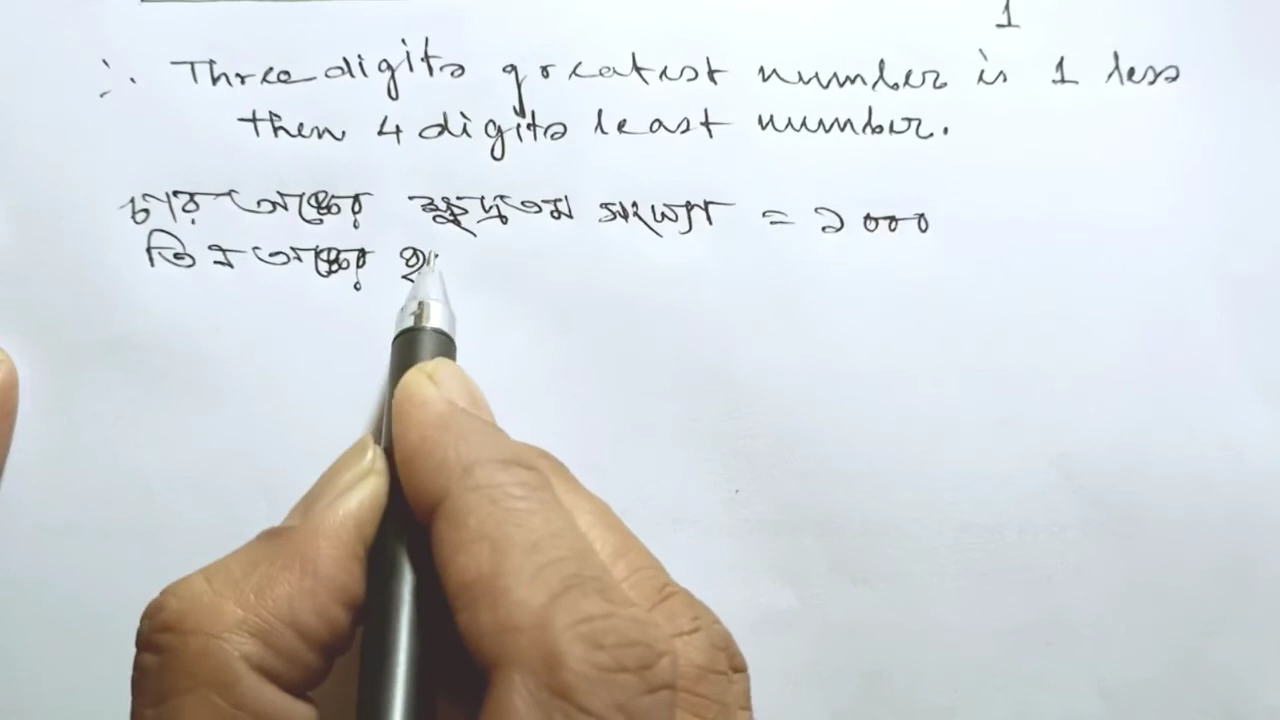 1
∴ Three digits greatest number is 1 less
then 4 digits least number.
চার অঙ্কের ক্ষুদ্রতম সংখ্যা = ১০০০
তিন অঙ্কের